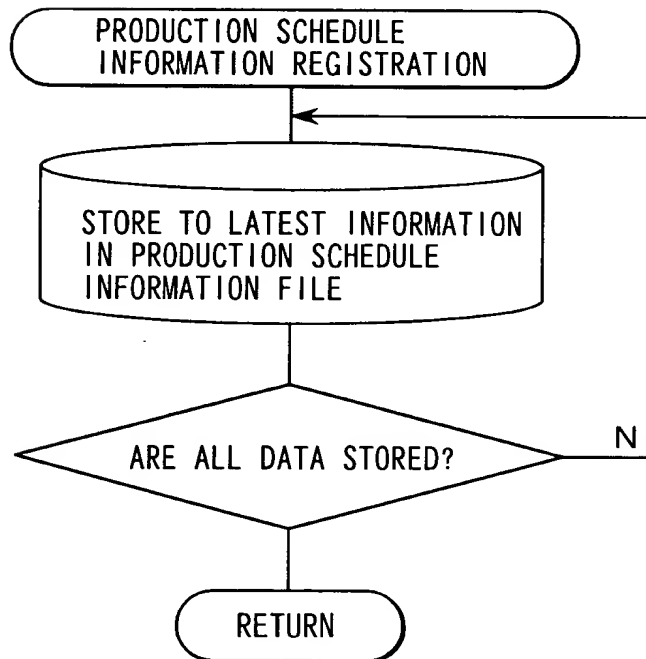 PRODUCTION SCHEDULE
INFORMATION REGISTRATION
STORE TO LATEST INFORMATION
IN PRODUCTION SCHEDULE
INFORMATION FILE
ARE ALL DATA STORED?
N
RETURN